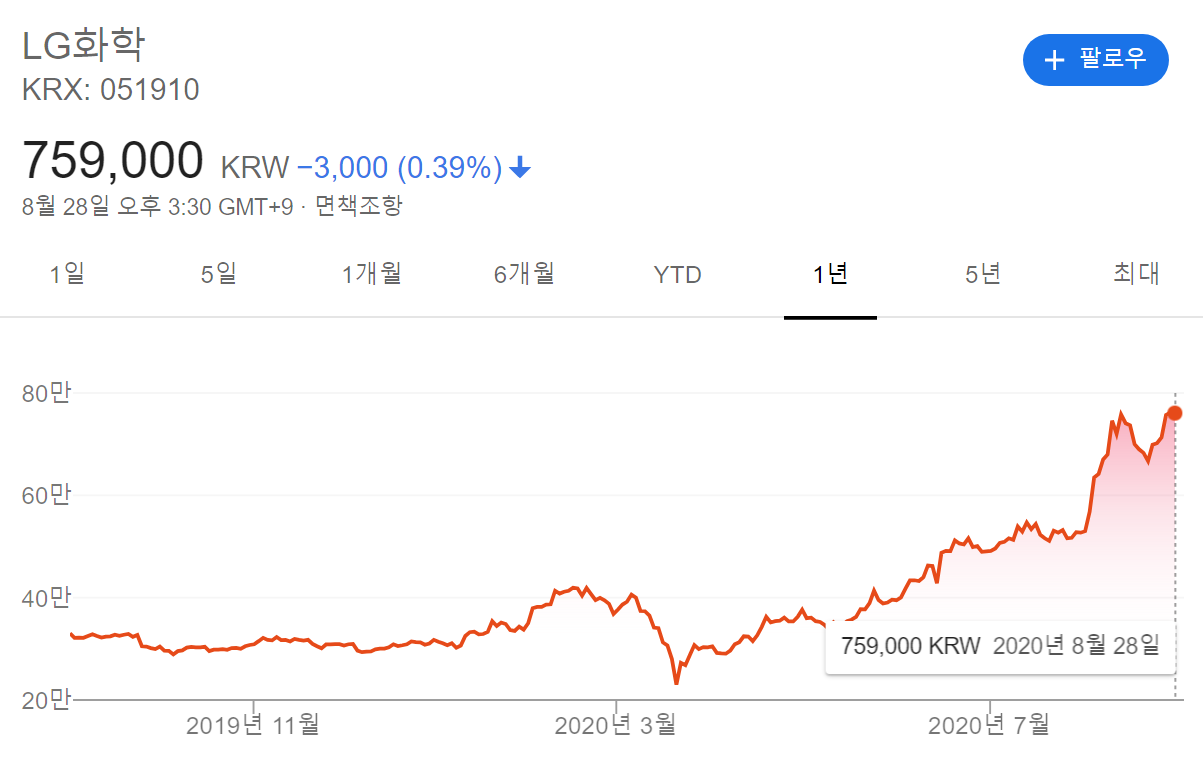 LG화학
KRX: 051910
+ 팔로우
759,000 KRW −3,000 (0.39%)↓
8월 28일 오후 3:30 GMT+9 · 면책조항
1일 5일 1개월 6개월 YTD 1년 5년 최대
80만
60만
40만
20만
759,000 KRW 2020년 8월 28일
2019년 11월 2020년 3월 2020년 7월